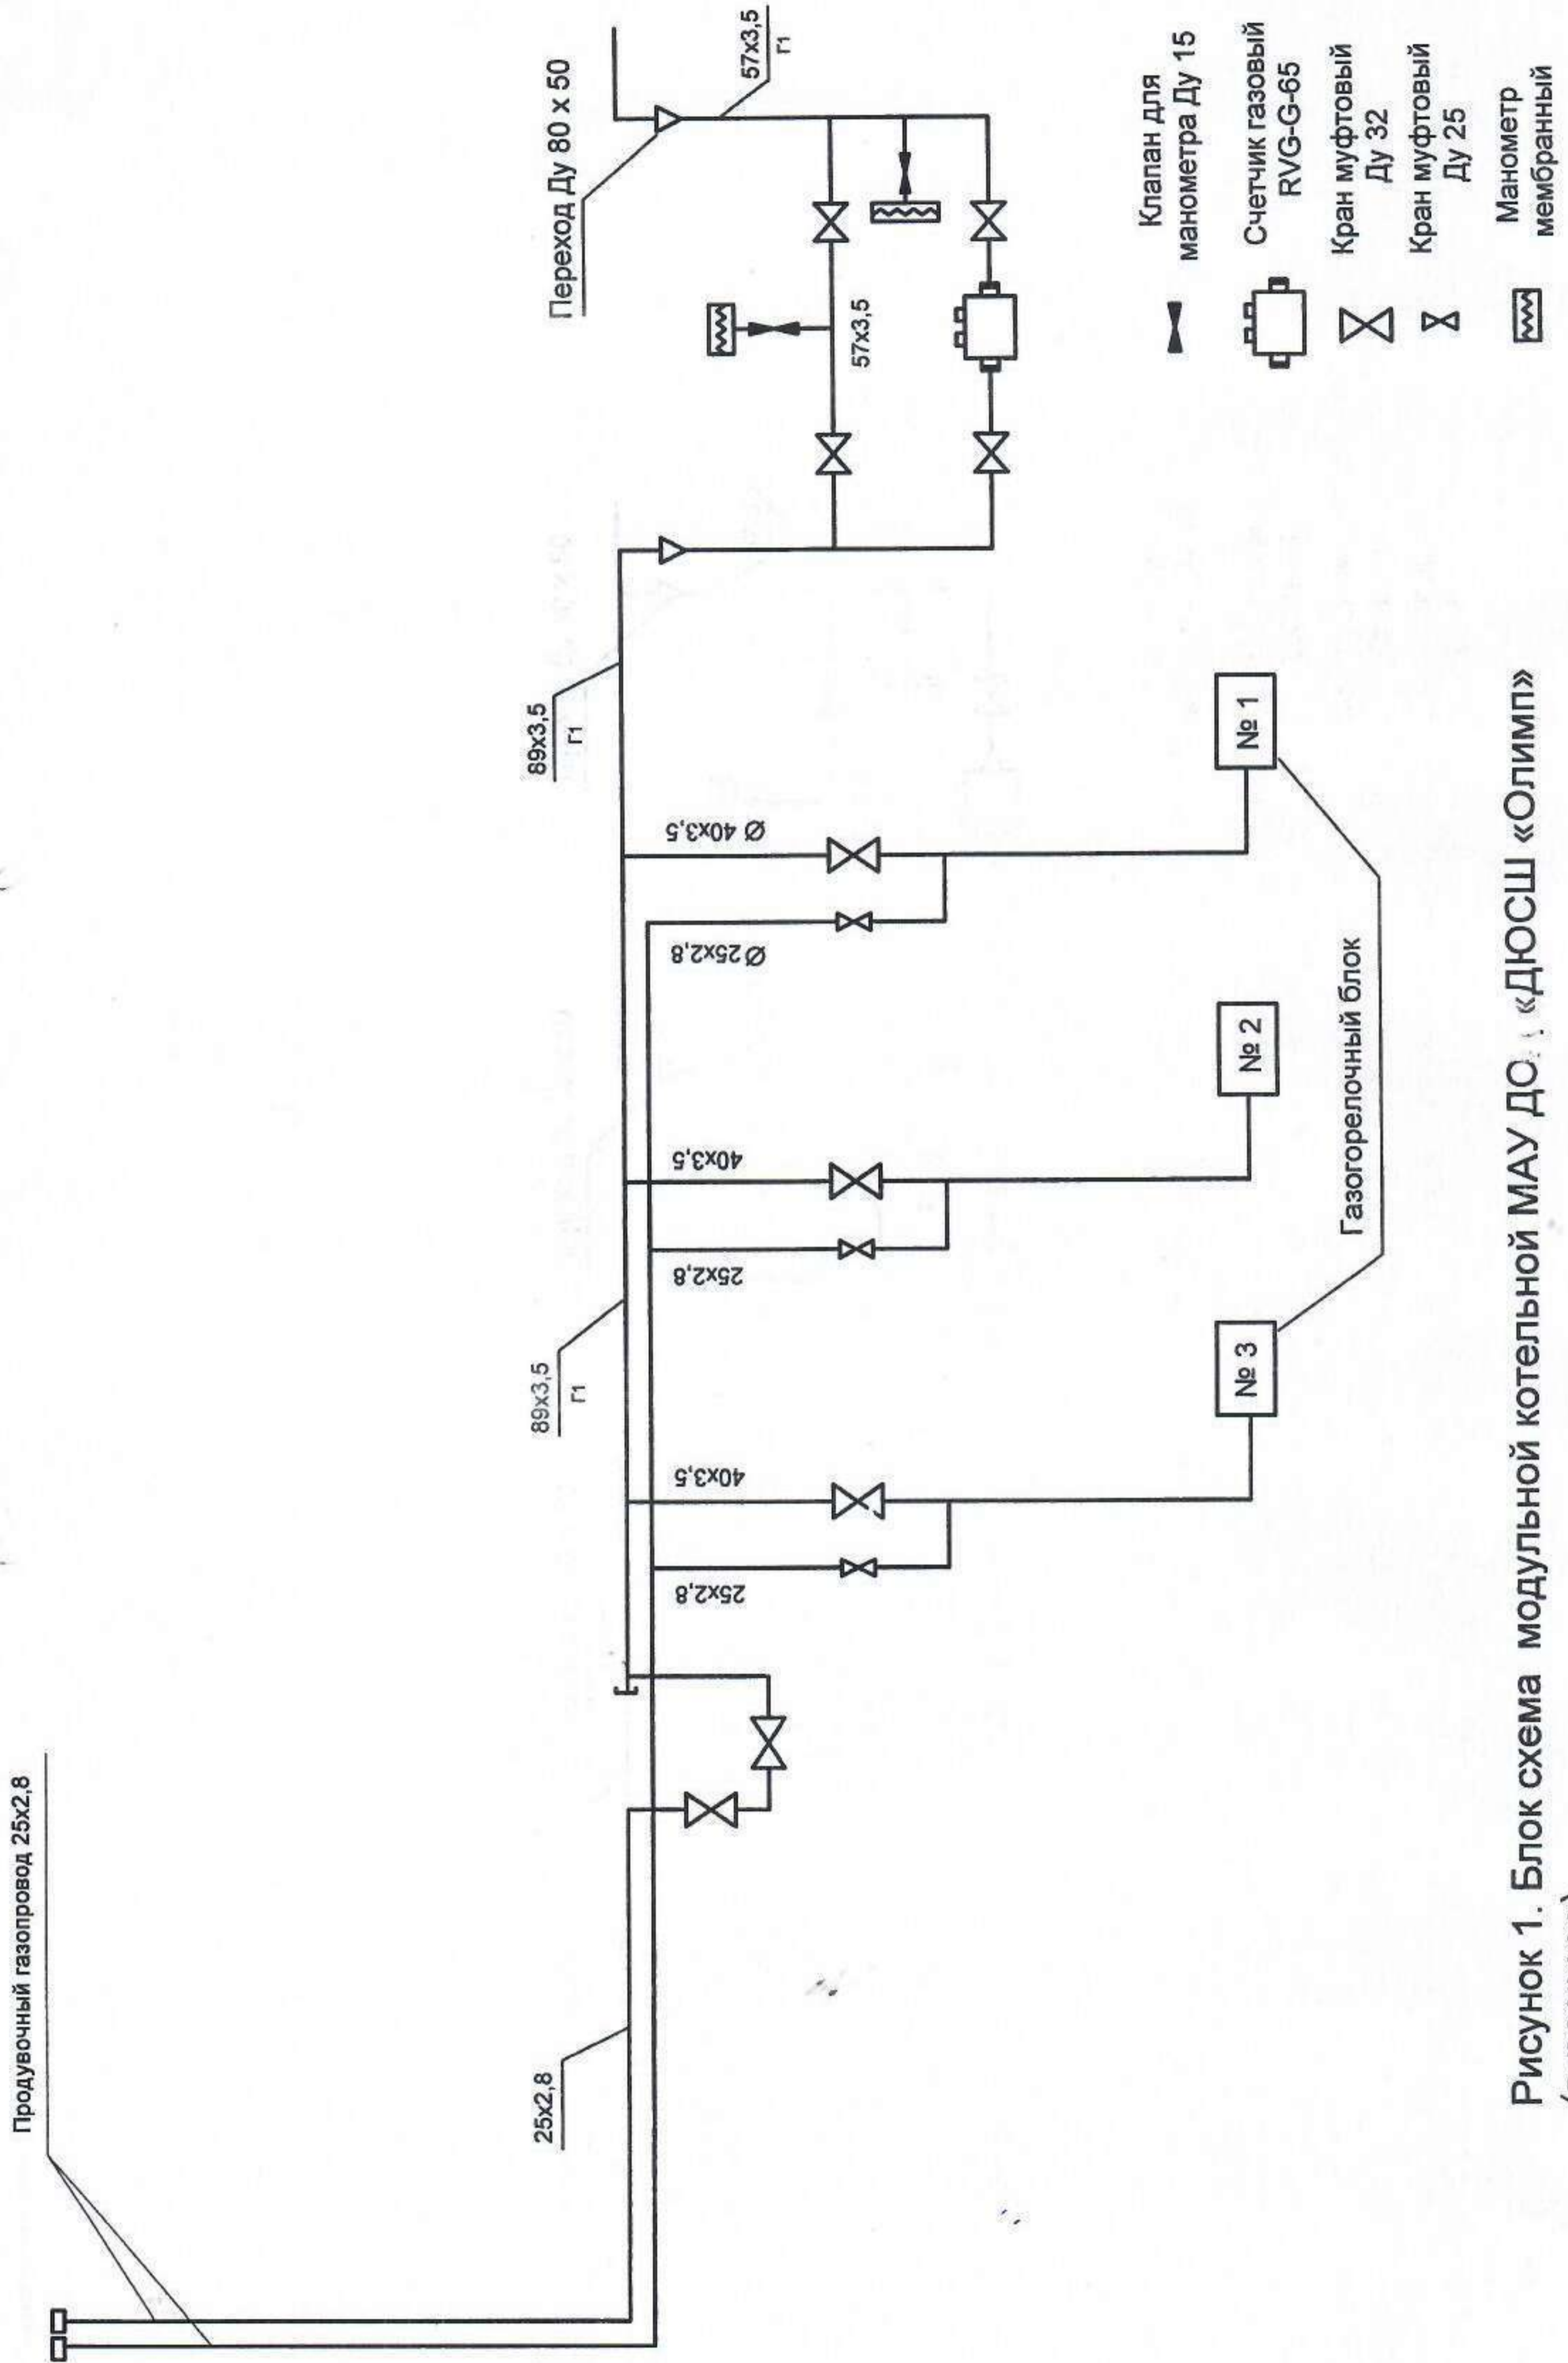 Продувочный газопровод 25х2,8
25х2,8
89х3,5
Г1
89х3,5
Г1
Переход Ду 80 х 50
57х3,5
Г1
57х3,5
25х2,8
40х3,5
25х2,8
40х3,5
Ø 25х2,8
Ø 40х3,5
№ 3
№ 2
№ 1
Газогорелочный блок
Клапан для
манометра Ду 15
Счетчик газовый
RVG-G-65
Кран муфтовый
Ду 32
Кран муфтовый
Ду 25
Манометр
мембранный
Рисунок 1. Блок схема модульной котельной МАУ ДО «ДЮСШ «Олимп»